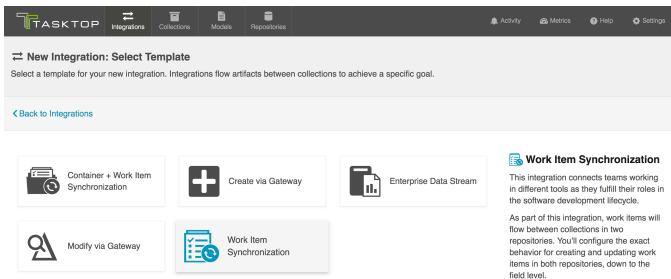 TASKTOP
Integrations
Collections
Models
Repositories
Activity
Metrics
Help
Settings
New Integration: Select Template
Select a template for your new integration. Integrations flow artifacts between collections to achieve a specific goal.
Back to Integrations
Container + Work Item
Synchronization
Create via Gateway
Enterprise Data Stream
Modify via Gateway
Work Item
Synchronization
Work Item Synchronization
This integration connects teams working
in different tools as they fulfill their roles in
the software development lifecycle.
As part of this integration, work items will
flow between collections in two
repositories. You'll configure the exact
behavior for creating and updating work
items in both repositories, down to the
field level.